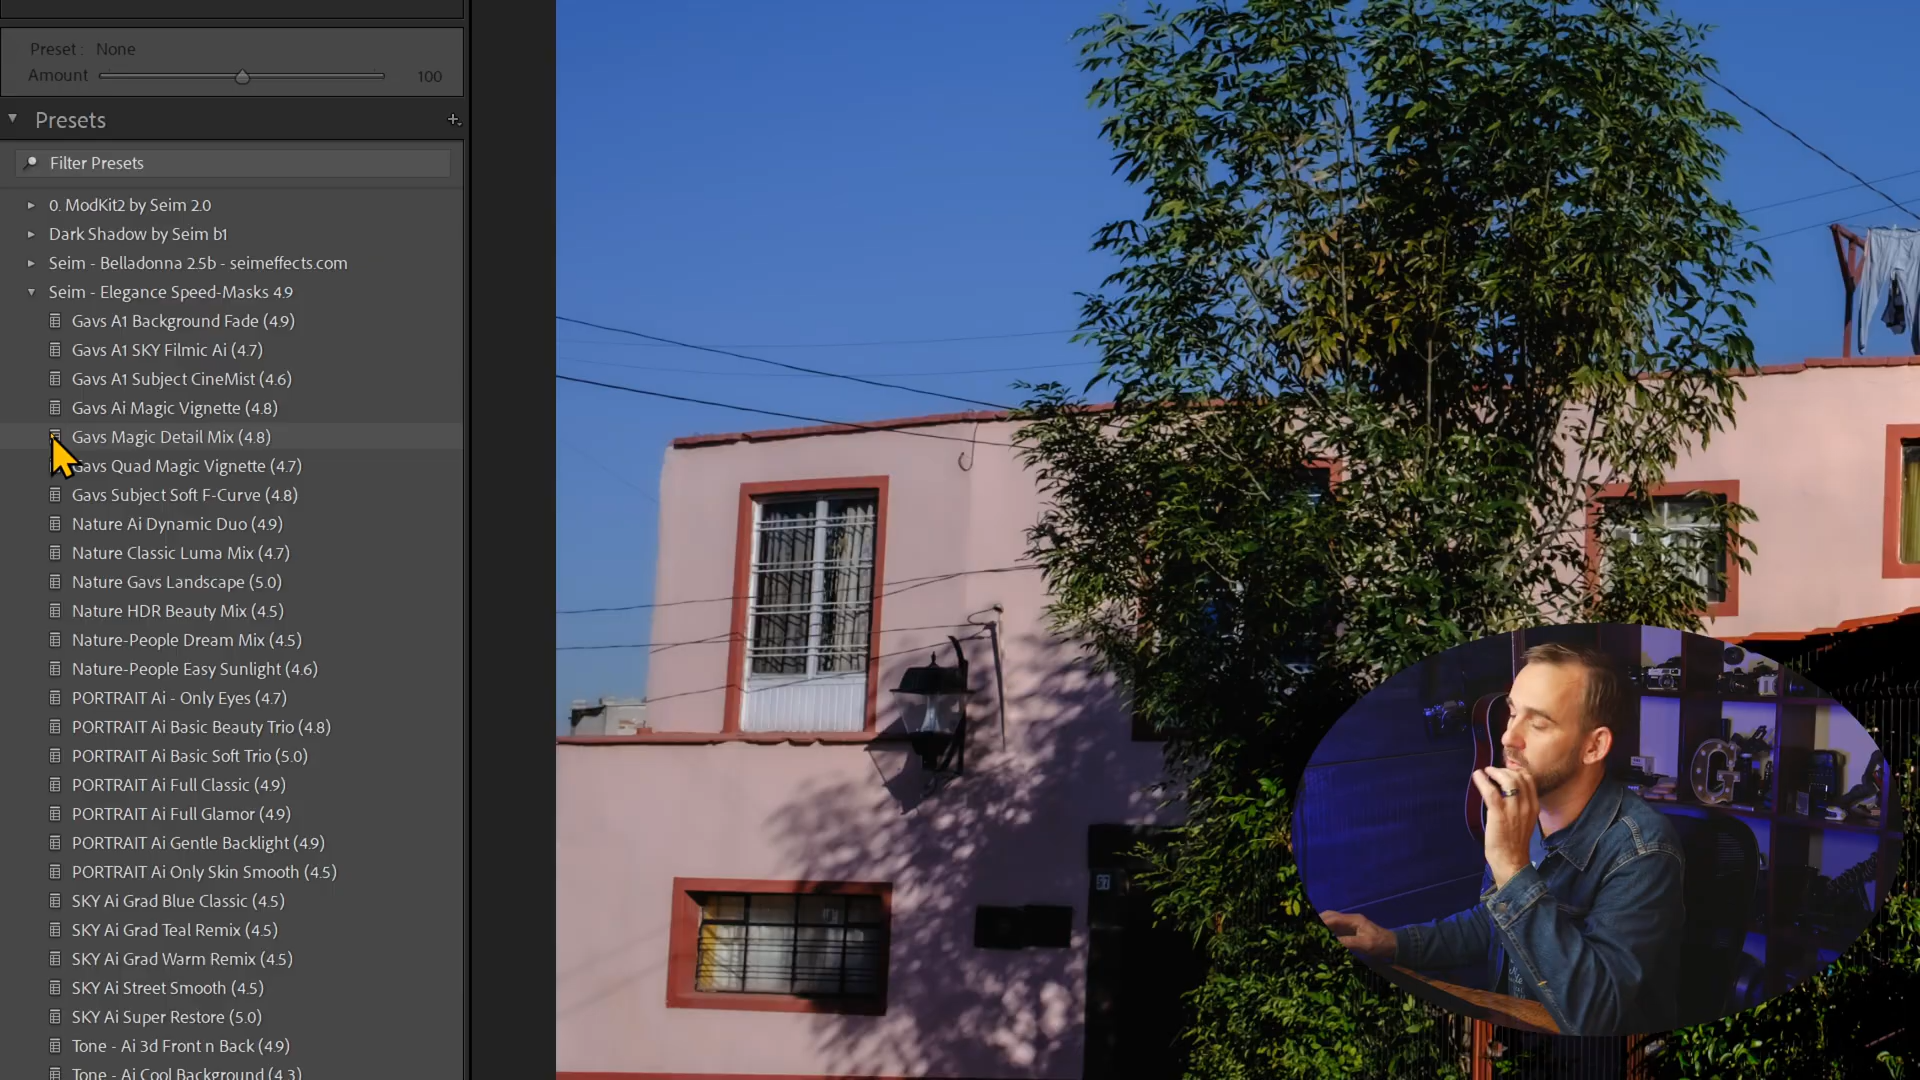 Preset : None
Amount 100
Presets
Filter Presets
0. ModKit2 by Seim 2.0
Dark Shadow by Seim b1
Seim - Belladonna 2.5b - seimeffects.com
Seim - Elegance Speed-Masks 4.9
Gavs A1 Background Fade (4.9)
Gavs A1 SKY Filmic Ai (4.7)
Gavs A1 Subject CineMist (4.6)
Gavs Ai Magic Vignette (4.8)
Gavs Magic Detail Mix (4.8)
Gavs Quad Magic Vignette (4.7)
Gavs Subject Soft F-Curve (4.8)
Nature Ai Dynamic Duo (4.9)
Nature Classic Luma Mix (4.7)
Nature Gavs Landscape (5.0)
Nature HDR Beauty Mix (4.5)
Nature-People Dream Mix (4.5)
Nature-People Easy Sunlight (4.6)
PORTRAIT Ai - Only Eyes (4.7)
PORTRAIT Ai Basic Beauty Trio (4.8)
PORTRAIT Ai Basic Soft Trio (5.0)
PORTRAIT Ai Full Classic (4.9)
PORTRAIT Ai Full Glamor (4.9)
PORTRAIT Ai Gentle Backlight (4.9)
PORTRAIT Ai Only Skin Smooth (4.5)
SKY Ai Grad Blue Classic (4.5)
SKY Ai Grad Teal Remix (4.5)
SKY Ai Grad Warm Remix (4.5)
SKY Ai Street Smooth (4.5)
SKY Ai Super Restore (5.0)
Tone - Ai 3d Front n Back (4.9)
Tone - Ai Cool Background (4.3)
G